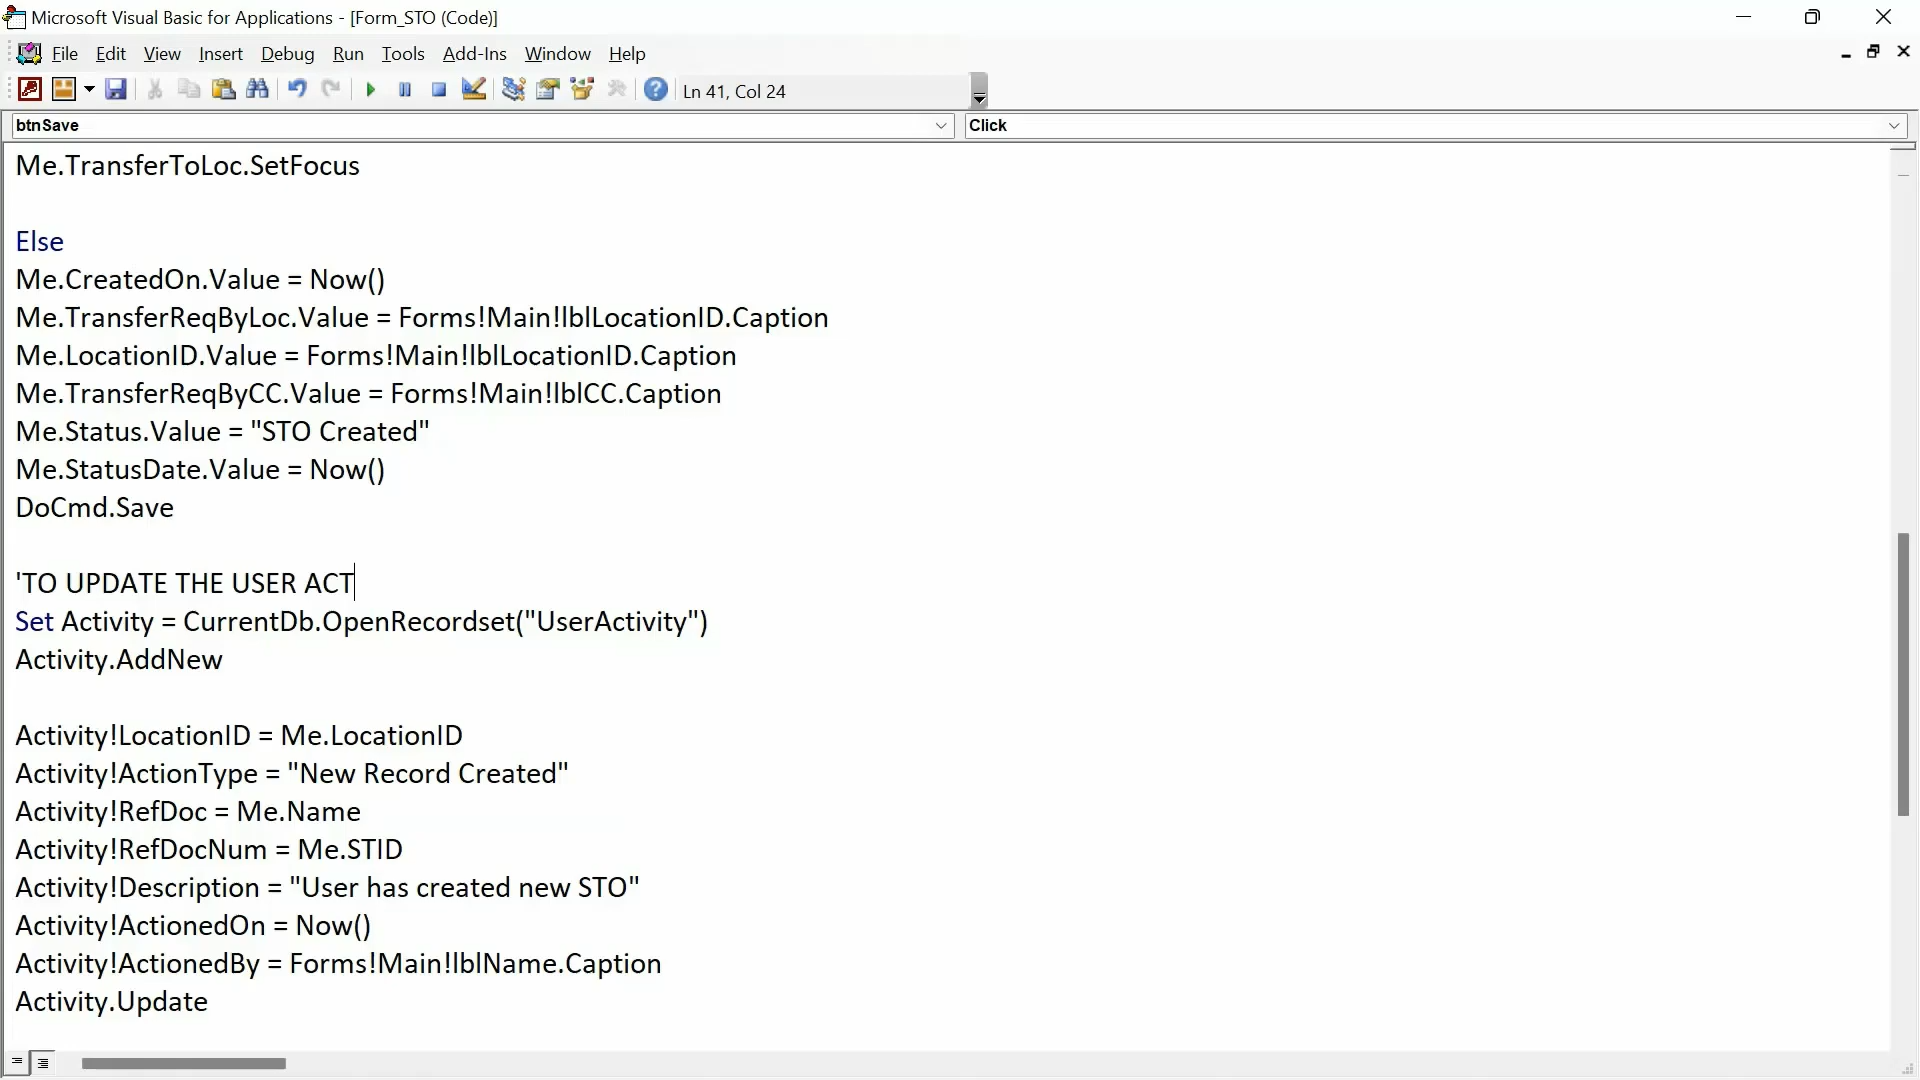 Microsoft Visual Basic for Applications - [Form_STO (Code)]
File Edit View Insert Debug Run Tools Add-Ins Window Help
Ln 41, Col 24
btnSave
Click
Me.TransferToLoc.SetFocus
Else
Me.CreatedOn.Value = Now()
Me.TransferReqByLoc.Value = Forms!Main!lblLocationID.Caption
Me.LocationID.Value = Forms!Main!lblLocationID.Caption
Me.TransferReqByCC.Value = Forms!Main!lblCC.Caption
Me.Status.Value = "STO Created"
Me.StatusDate.Value = Now()
DoCmd.Save
'TO UPDATE THE USER ACT
Set Activity = CurrentDb.OpenRecordset("UserActivity")
Activity.AddNew
Activity!LocationID = Me.LocationID
Activity!ActionType = "New Record Created"
Activity!RefDoc = Me.Name
Activity!RefDocNum = Me.STID
Activity!Description = "User has created new STO"
Activity!ActionedOn = Now()
Activity!ActionedBy = Forms!Main!lblName.Caption
Activity.Update